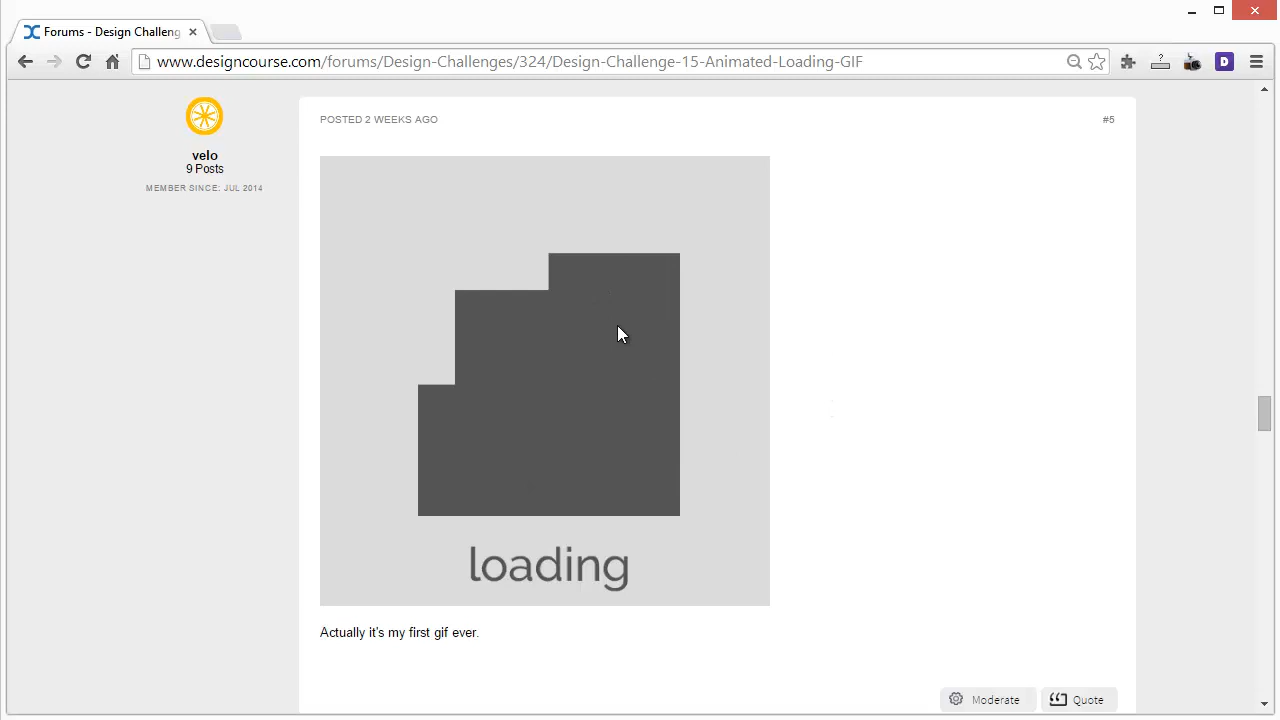 Forums - Design Challeng
www.designcourse.com/forums/Design-Challenges/324/Design-Challenge-15-Animated-Loading-GIF
D
velo
9 Posts
MEMBER SINCE: JUL 2014
POSTED 2 WEEKS AGO
#5
loading
Actually it's my first gif ever.
Moderate
Quote